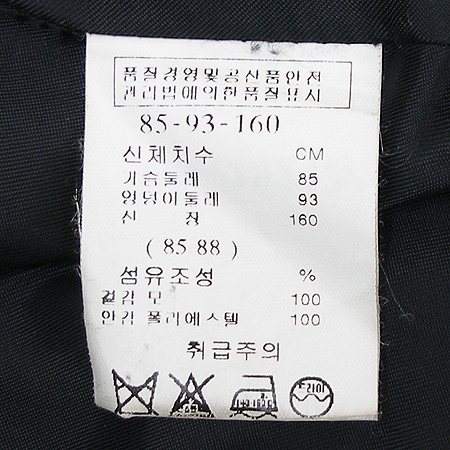 품질경영및공산품안전
관리법에의한품질표시
85-93-160
신체치수 CM
가슴둘레 85
엉덩이둘레 93
신 장 160
( 85 88 )
섬유조성 %
겉감 모 100
안감 폴리에스텔 100
취급주의
드라이